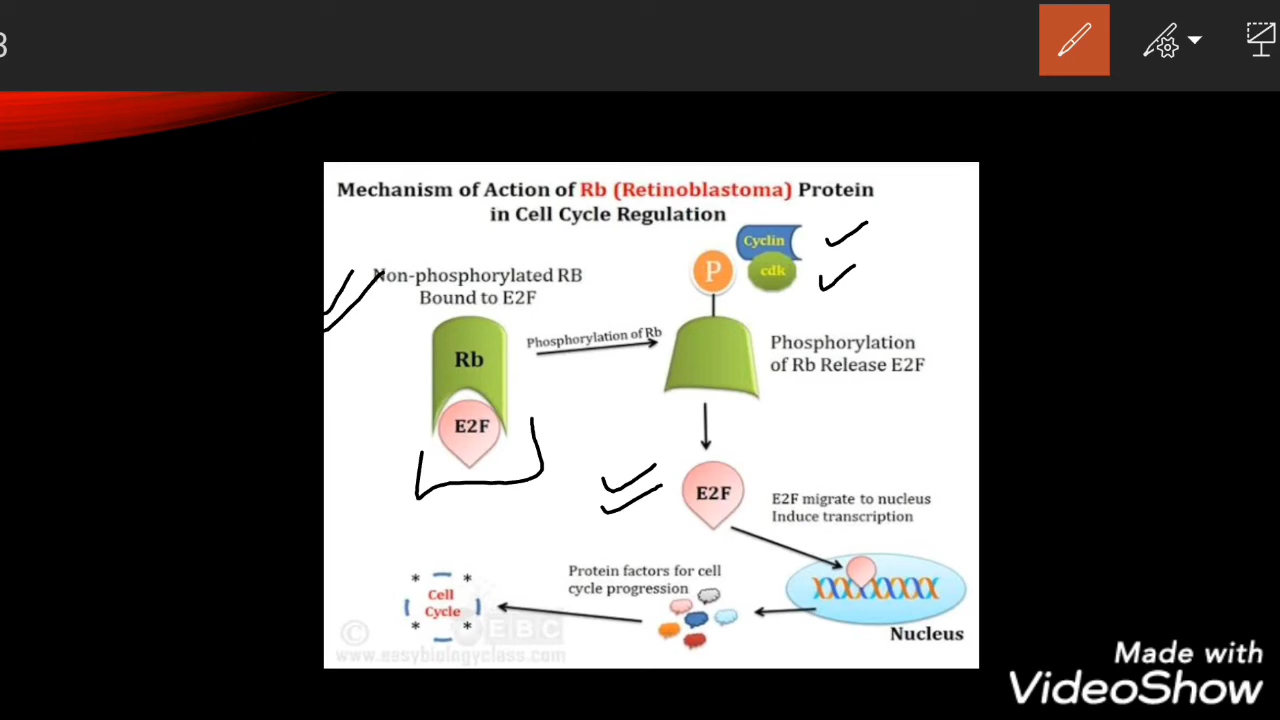 3
Mechanism of Action of Rb (Retinoblastoma) Protein
in Cell Cycle Regulation
Cyclin
cdk
P
Non-phosphorylated RB
Bound to E2F
Rb
E2F
Phosphorylation of Rb
Phosphorylation
of Rb Release E2F
E2F
E2F migrate to nucleus
Induce transcription
Protein factors for cell
cycle progression
* *
Cell
Cycle
* *
Nucleus
© EBC
www.easybiologyclass.com
Made with
VideoShow